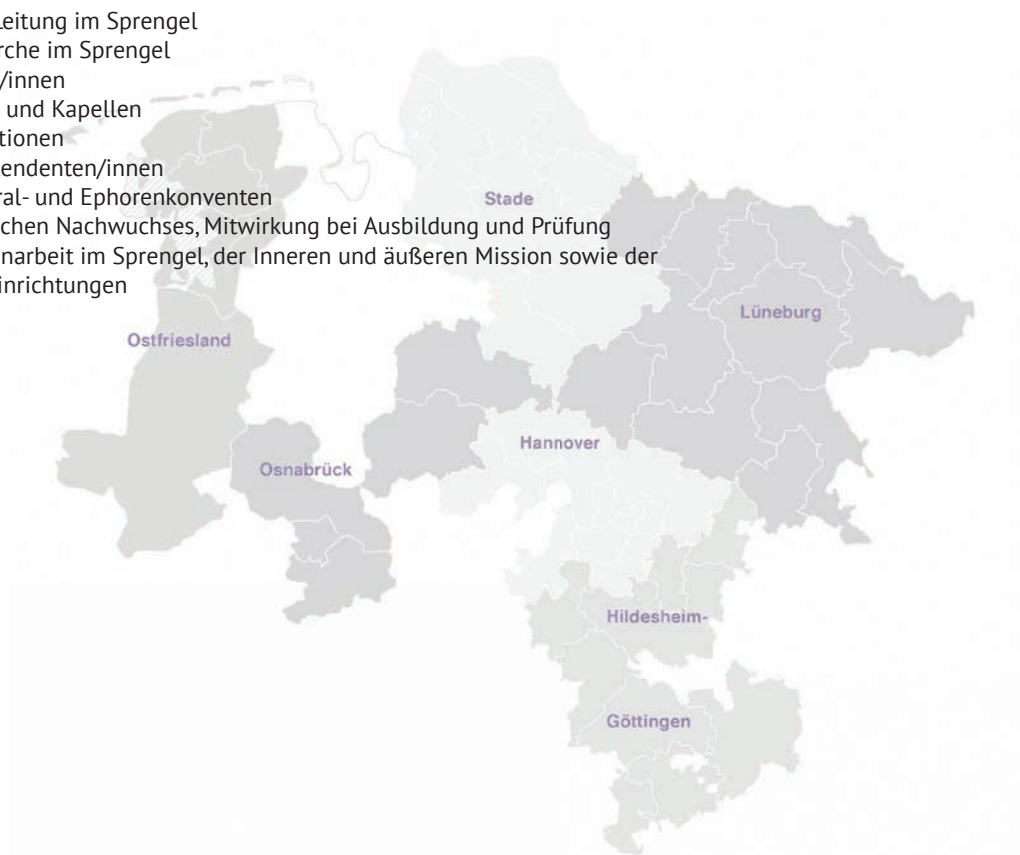 Leitung im Sprengel
rche im Sprengel
/innen
und Kapellen
tionen
endenten/innen
ral- und Ephorenkonventen
chen Nachwuchses, Mitwirkung bei Ausbildung und Prüfung
narbeit im Sprengel, der Inneren und äußeren Mission sowie der
inrichtungen
Stade
Lüneburg
Ostfriesland
Hannover
Osnabrück
Hildesheim-
Göttingen